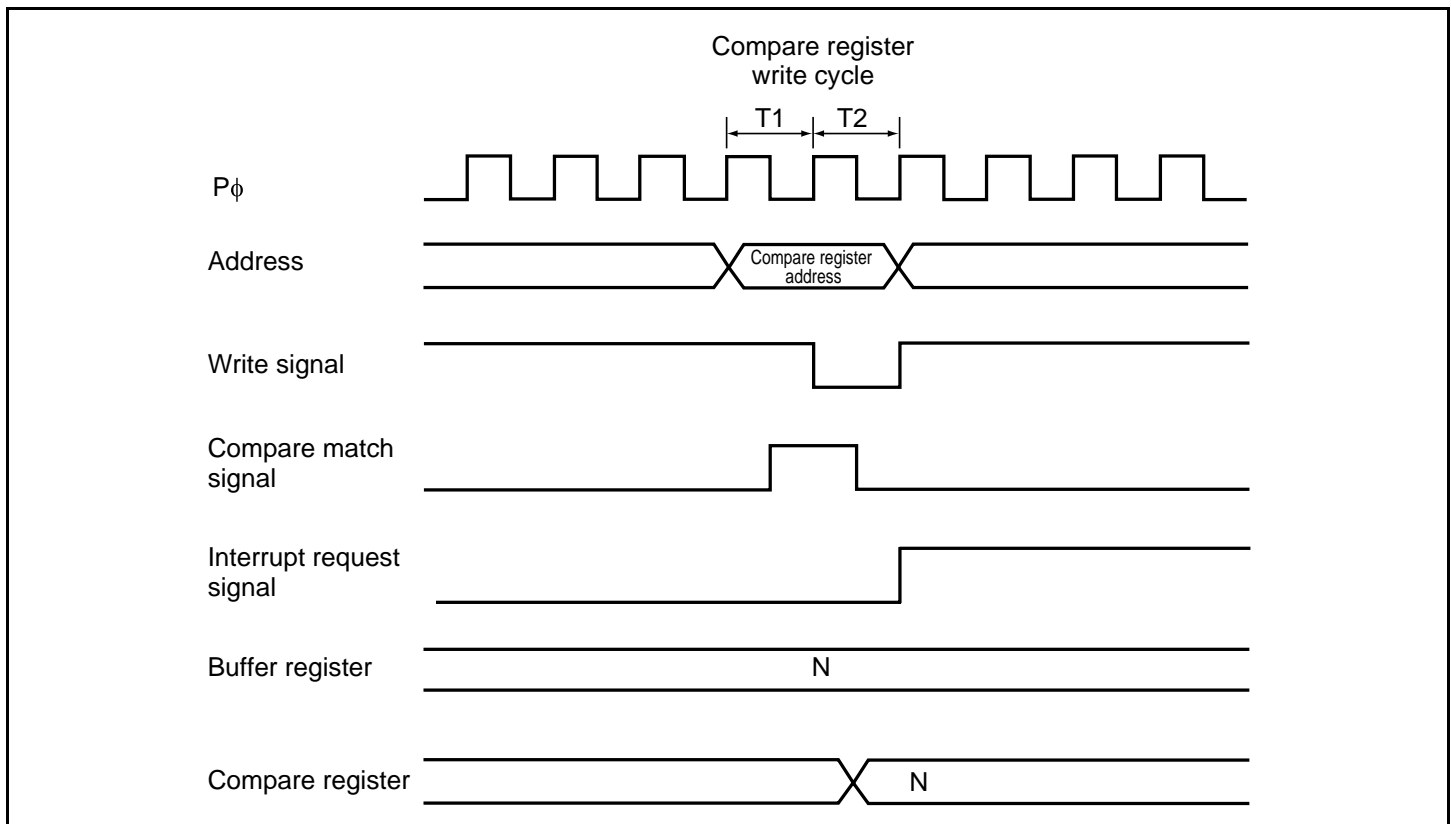 Compare register
write cycle
T1 T2
Pϕ
Address
Compare register
address
Write signal
Compare match
signal
Interrupt request
signal
Buffer register
N
Compare register
N